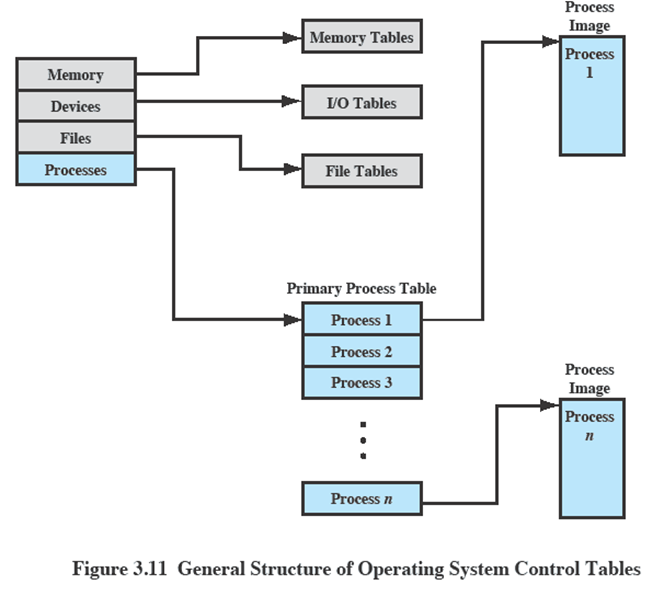 Memory
Devices
Files
Processes
Memory Tables
I/O Tables
File Tables
Primary Process Table
Process 1
Process 2
Process 3
Process n
Process
Image
Process
1
Process
Image
Process
n
Figure 3.11 General Structure of Operating System Control Tables